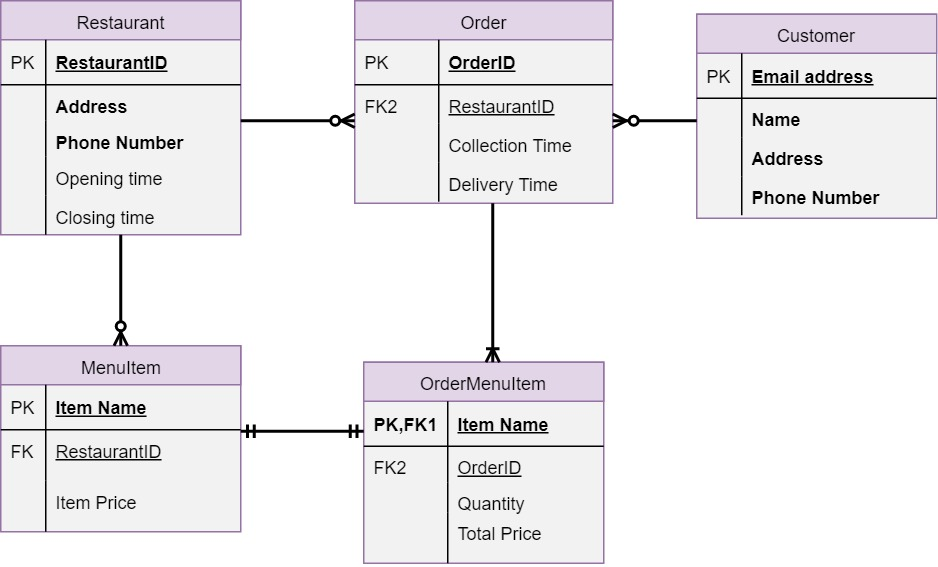 Restaurant
PK RestaurantID
Address
Phone Number
Opening time
Closing time
Order
PK OrderID
FK2 RestaurantID
Collection Time
Delivery Time
Customer
PK Email address
Name
Address
Phone Number
MenuItem
PK Item Name
FK RestaurantID
Item Price
OrderMenuItem
PK,FK1 Item Name
FK2 OrderID
Quantity
Total Price